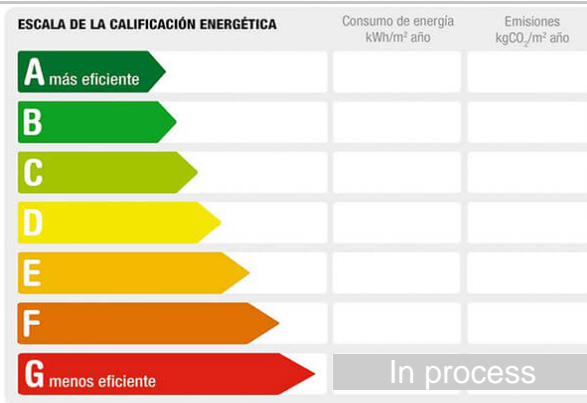 ESCALA DE LA CALIFICACIÓN ENERGÉTICA
Consumo de energía
kWh/m² año
Emisiones
kgCO₂/m² año
A más eficiente
B
C
D
E
F
G menos eficiente
In process